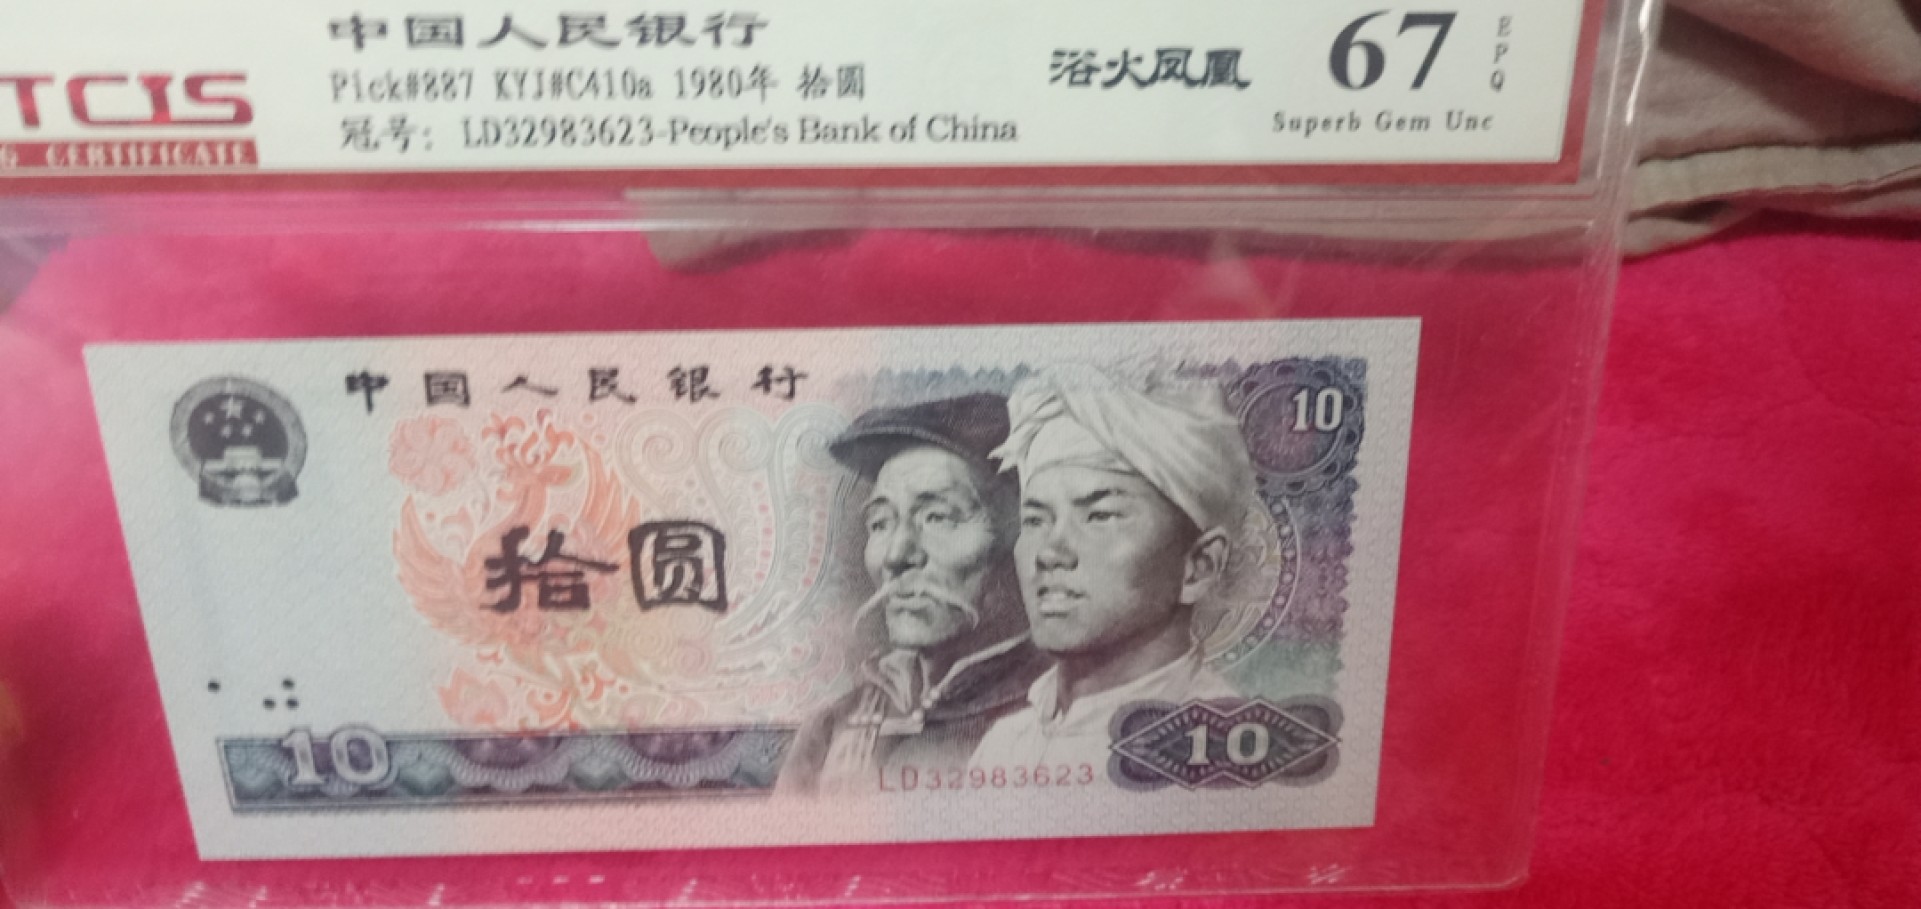 中国人民银行
Pick#887 KYJ#C410a 1980年 拾圆
冠号：LD32983623-People's Bank of China
TCIS
G CERTIFICATE
浴火凤凰
67
EPQ
Superb Gem Unc
中国人民银行
10
拾圆
10
LD32983623
10